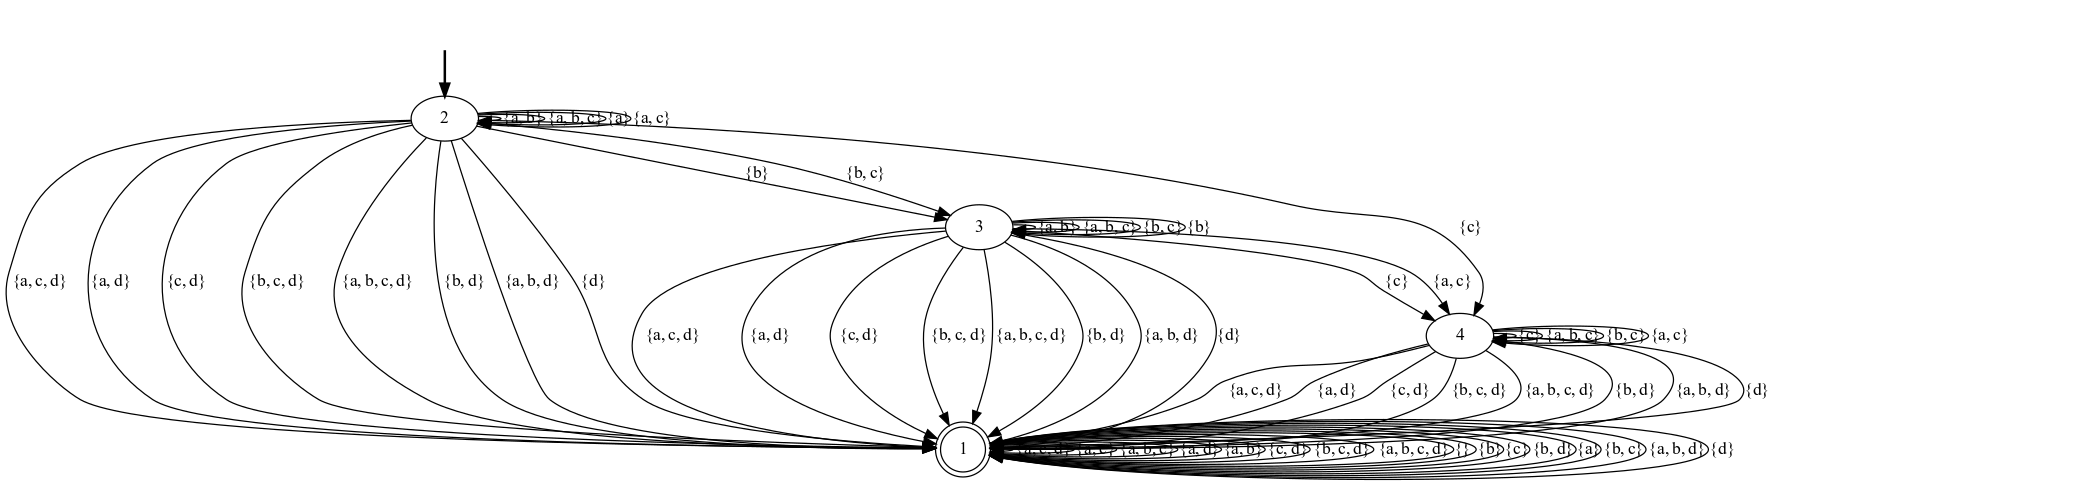 2
{a, b} {a, b, c} {a} {a, c}
{b} {b, c}
3
{a, b} {a, b, c} {b, c} {b}
{c}
{a, c, d} {a, d} {c, d} {b, c, d} {a, b, c, d} {b, d} {a, b, d} {d}
{c} {a, c}
{a, c, d} {a, d} {c, d} {b, c, d} {a, b, c, d} {b, d} {a, b, d} {d}
4
{c} {a, b, c} {b, c} {a, c}
{a, c, d} {a, d} {c, d} {b, c, d} {a, b, c, d} {b, d} {a, b, d} {d}
1
{a, c, d} {a, c} {a, b, c} {a, d} {a, b} {c, d} {b, c, d} {a, b, c, d} {} {b} {c} {b, d} {a} {b, c} {a, b, d} {d}